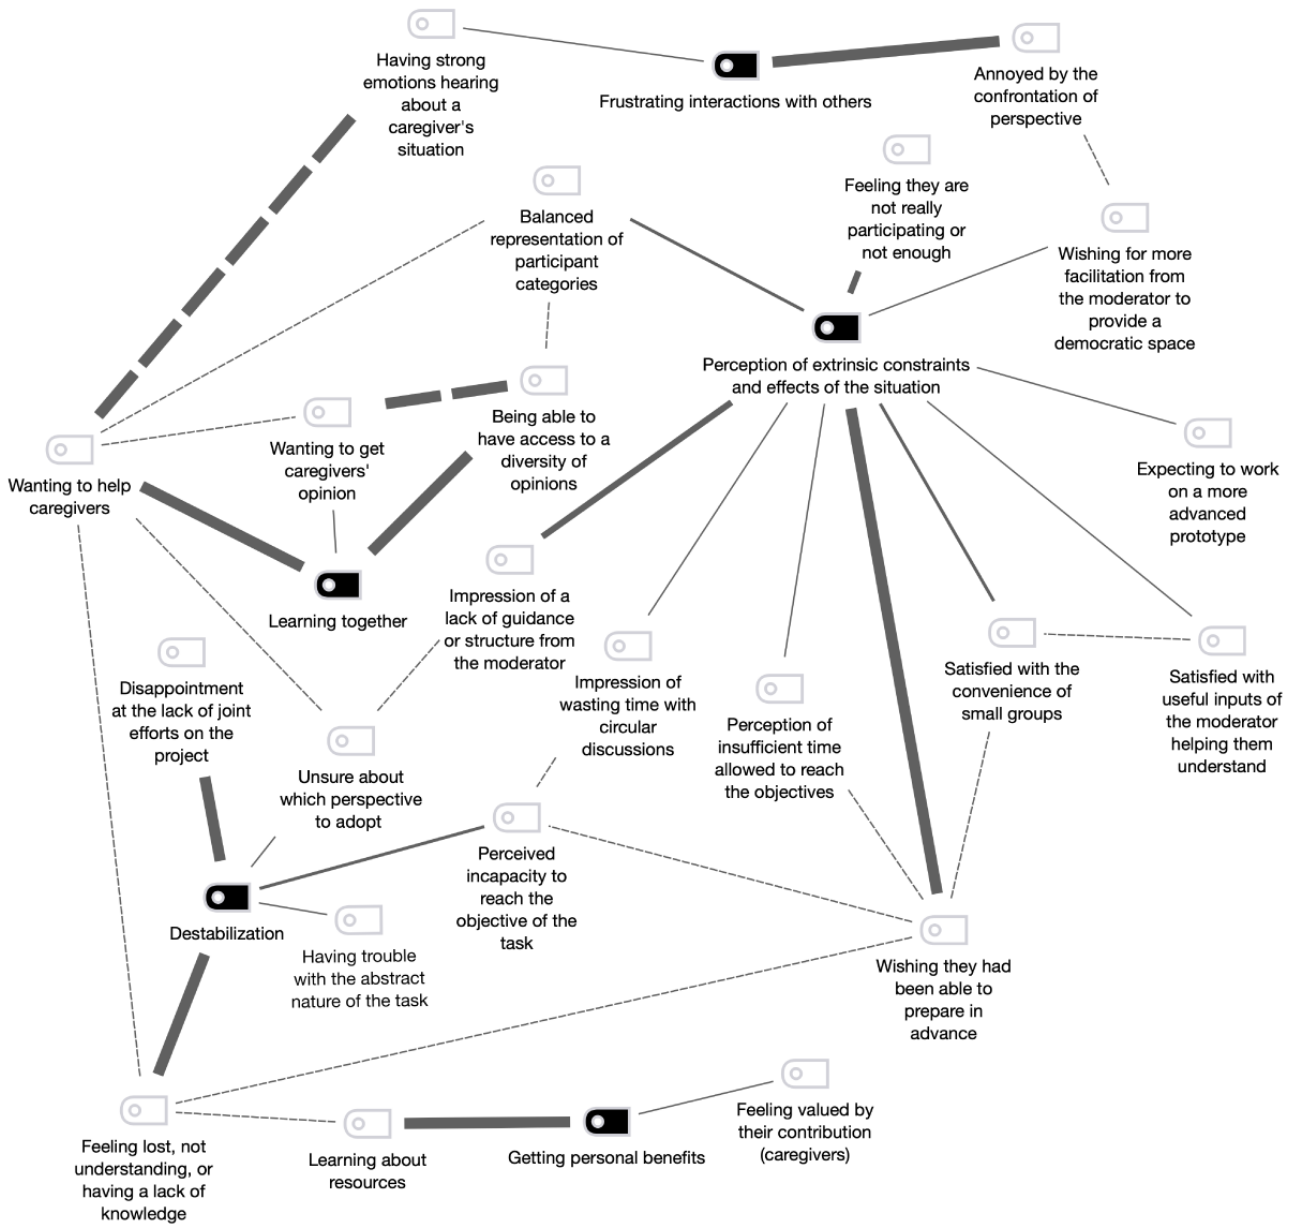 Having strong
emotions hearing
about a
caregiver's
situation
Frustrating interactions with others
Annoyed by the
confrontation of
perspective
Feeling they are
not really
participating or
not enough
Balanced
representation of
participant
categories
Wishing for more
facilitation from
the moderator to
provide a
democratic space
Perception of extrinsic constraints
and effects of the situation
Being able to
have access to a
diversity of
opinions
Wanting to get
caregivers'
opinion
Wanting to help
caregivers
Expecting to work
on a more
advanced
prototype
Learning together
Impression of a
lack of guidance
or structure from
the moderator
Impression of
wasting time with
circular
discussions
Perception of
insufficient time
allowed to reach
the objectives
Satisfied with the
convenience of
small groups
Satisfied with
useful inputs of
the moderator
helping them
understand
Disappointment
at the lack of joint
efforts on the
project
Unsure about
which perspective
to adopt
Perceived
incapacity to
reach the
objective of the
task
Destabilization
Having trouble
with the abstract
nature of the task
Wishing they had
been able to
prepare in
advance
Feeling lost, not
understanding, or
having a lack of
knowledge
Learning about
resources
Getting personal benefits
Feeling valued by
their contribution
(caregivers)